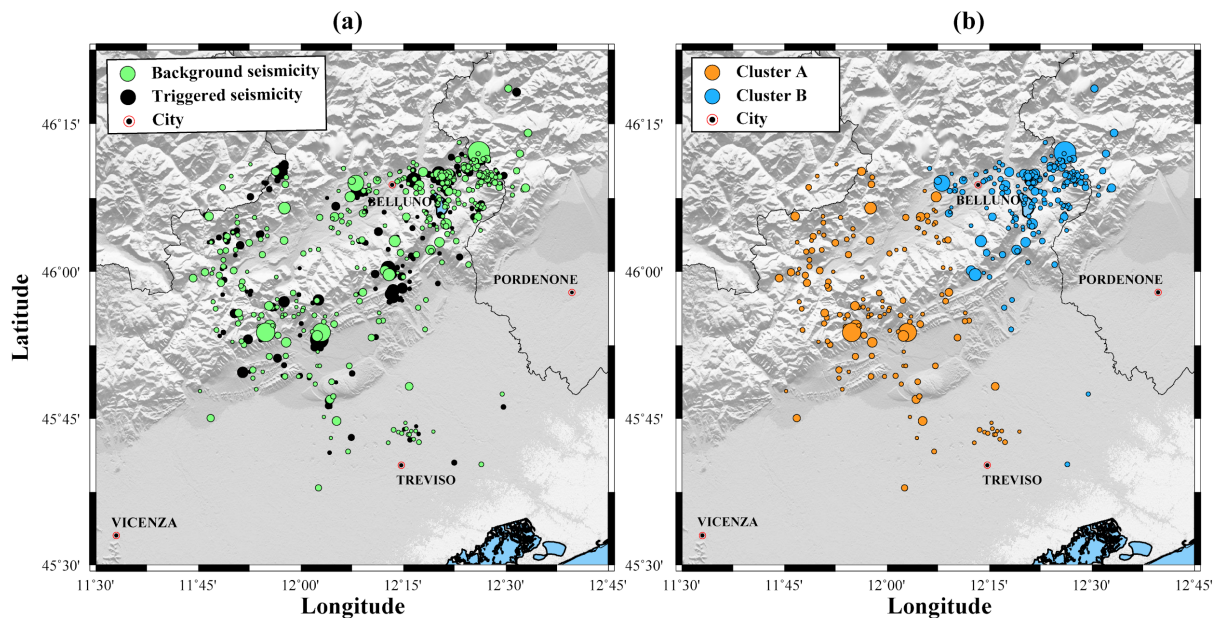 (a)
Background seismicity
Triggered seismicity
City
46°15'
46°00'
45°45'
45°30'
Latitude
BELLUNO
PORDENONE
TREVISO
VICENZA
11°30' 11°45' 12°00' 12°15' 12°30' 12°45'
Longitude
(b)
Cluster A
Cluster B
City
46°15'
46°00'
45°45'
45°30'
BELLUNO
PORDENONE
TREVISO
VICENZA
11°30' 11°45' 12°00' 12°15' 12°30' 12°45'
Longitude